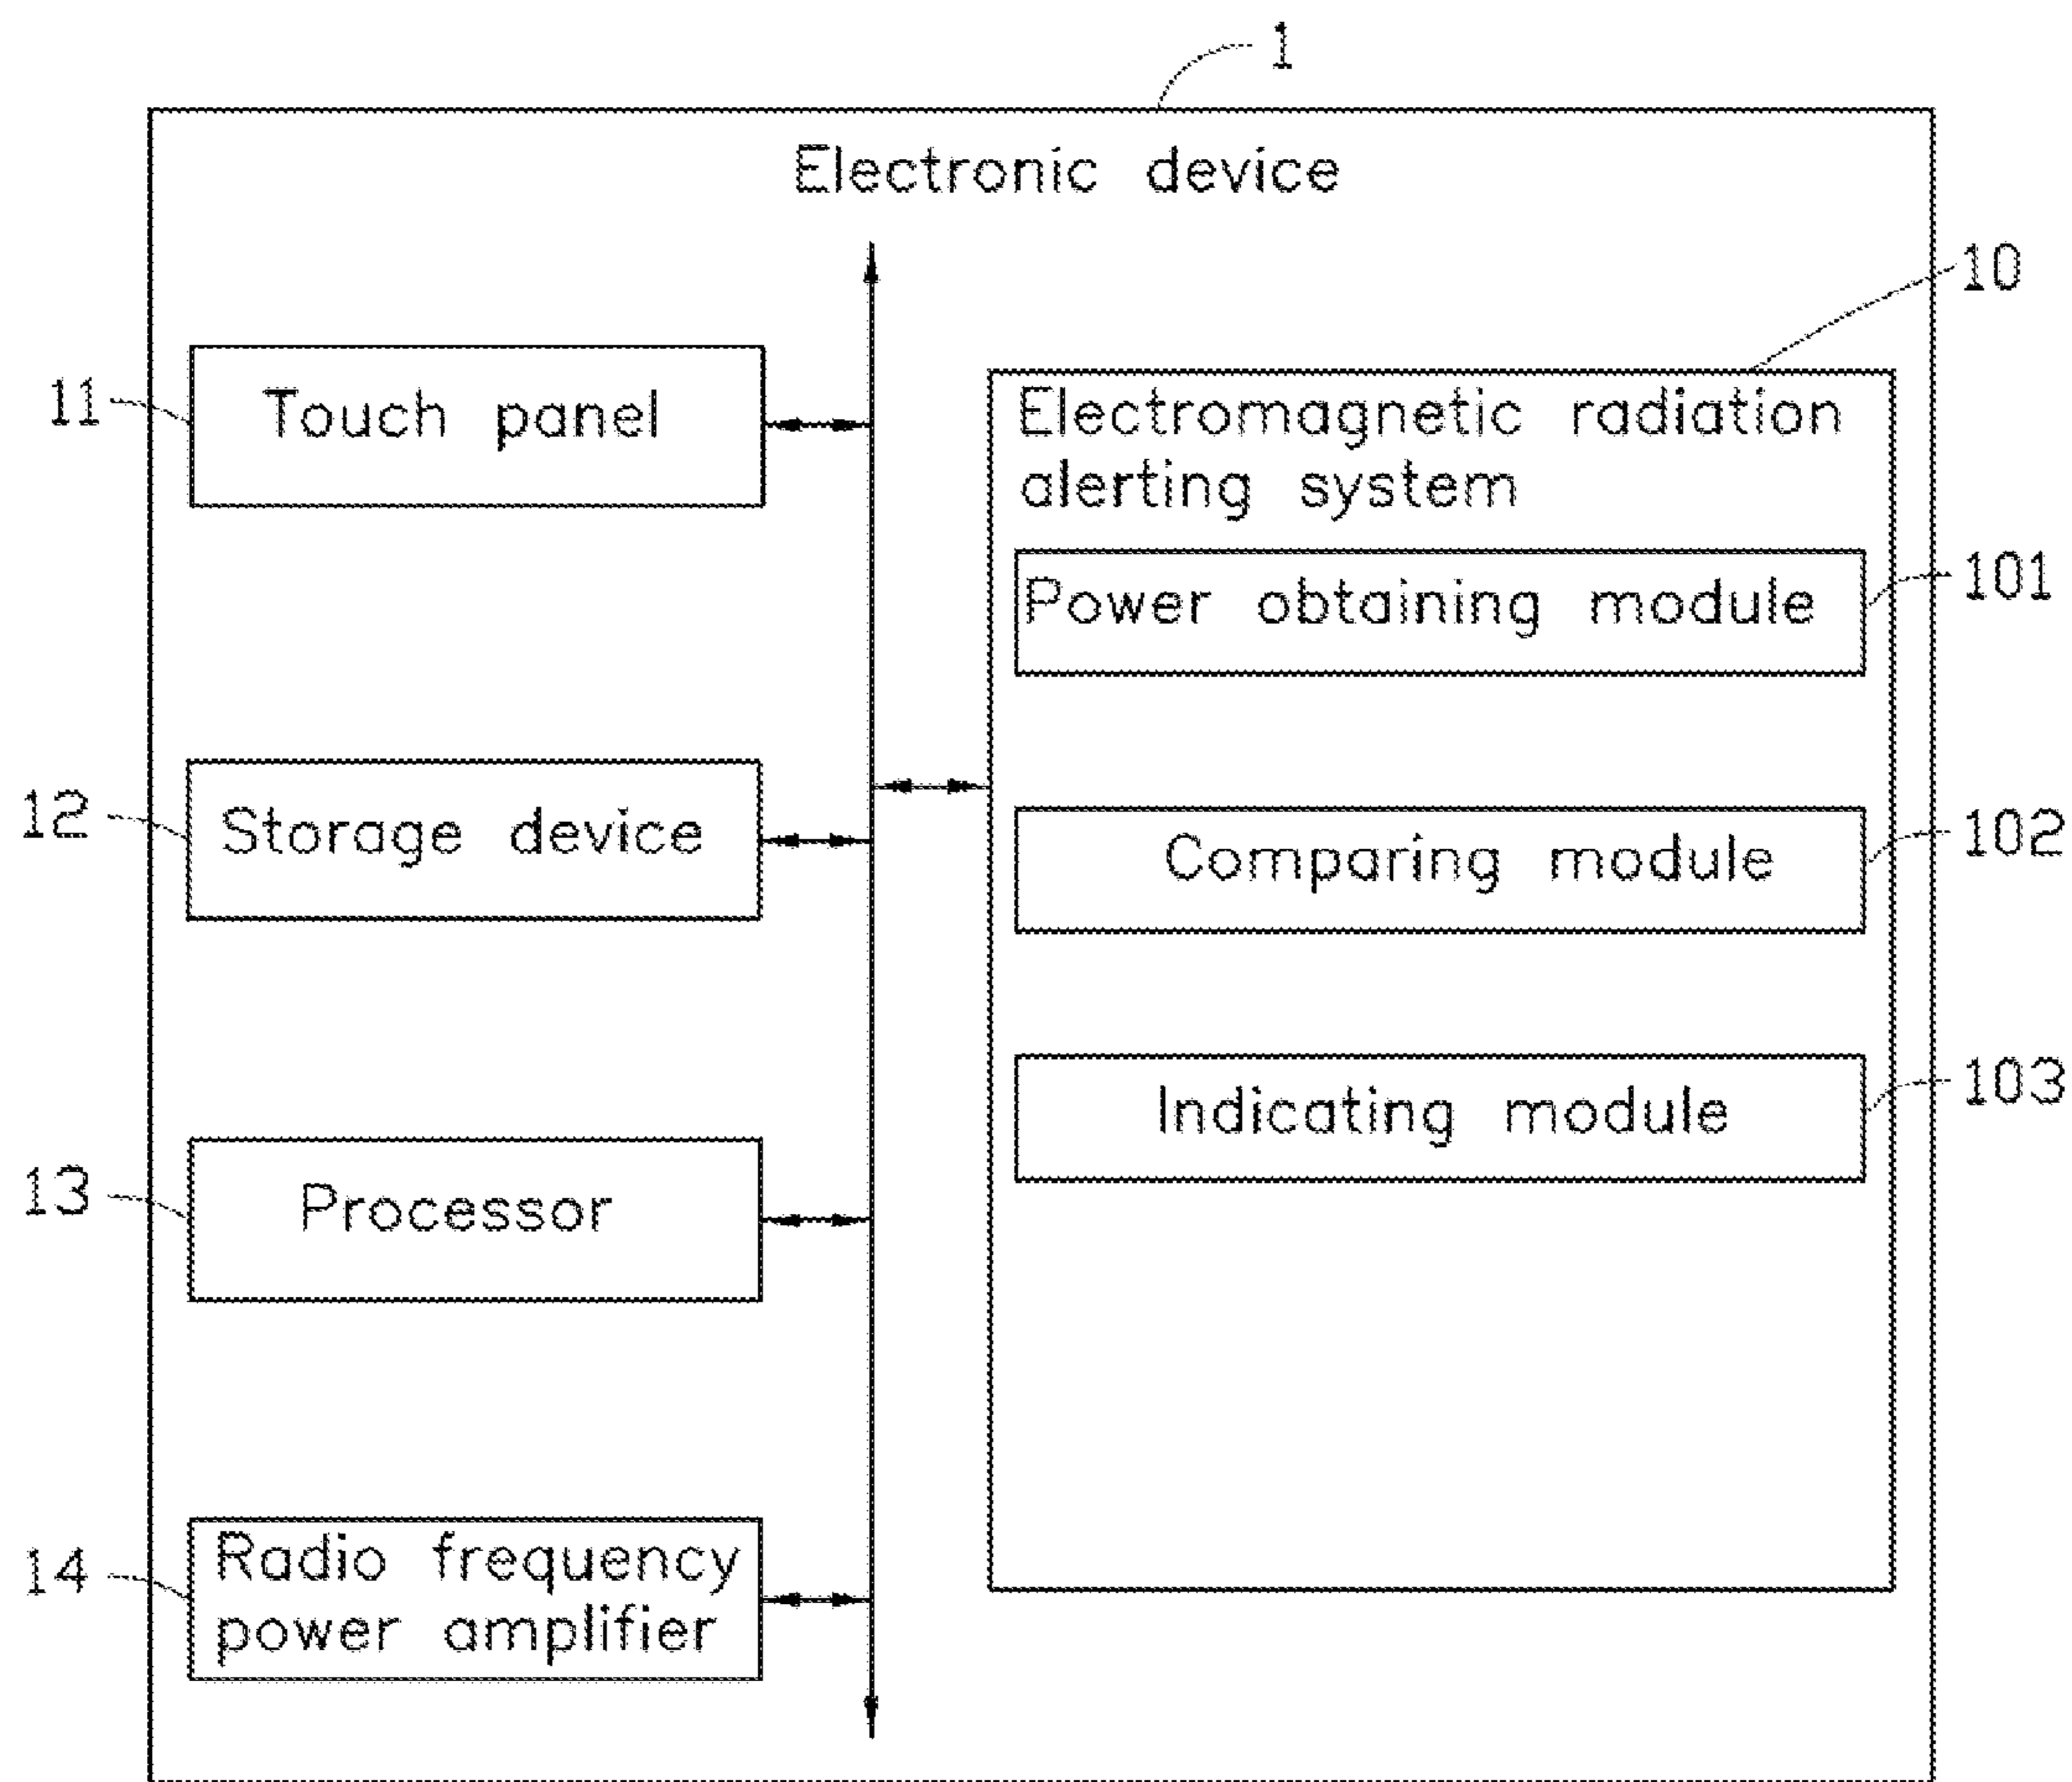 1
Electronic device
10
11
Touch panel
Electromagnetic radiation
alerting system
Power obtaining module
101
12
Storage device
Comparing module
102
Indicating module
103
13
Processor
14
Radio frequency
power amplifier